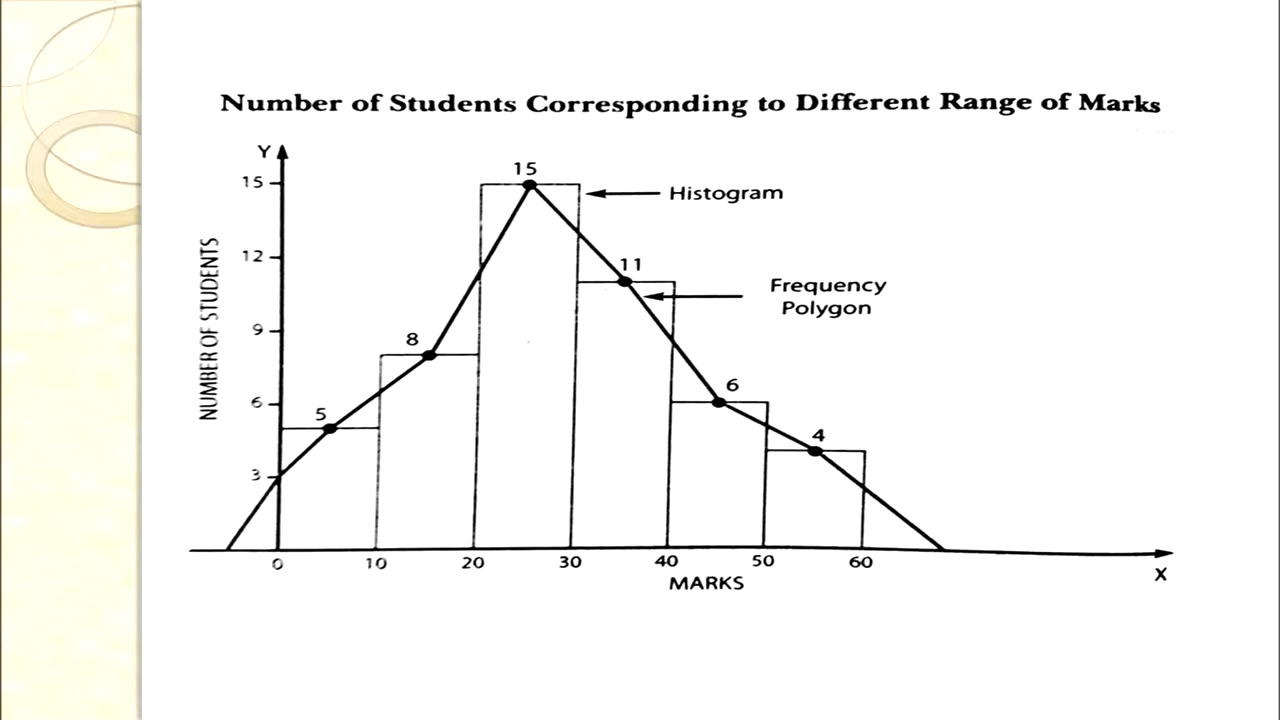 Number of Students Corresponding to Different Range of Marks
Y
15
15
Histogram
12
11
Frequency
Polygon
9
8
6
6
5
4
3
NUMBER OF STUDENTS
0 10 20 30 40 50 60
MARKS
X